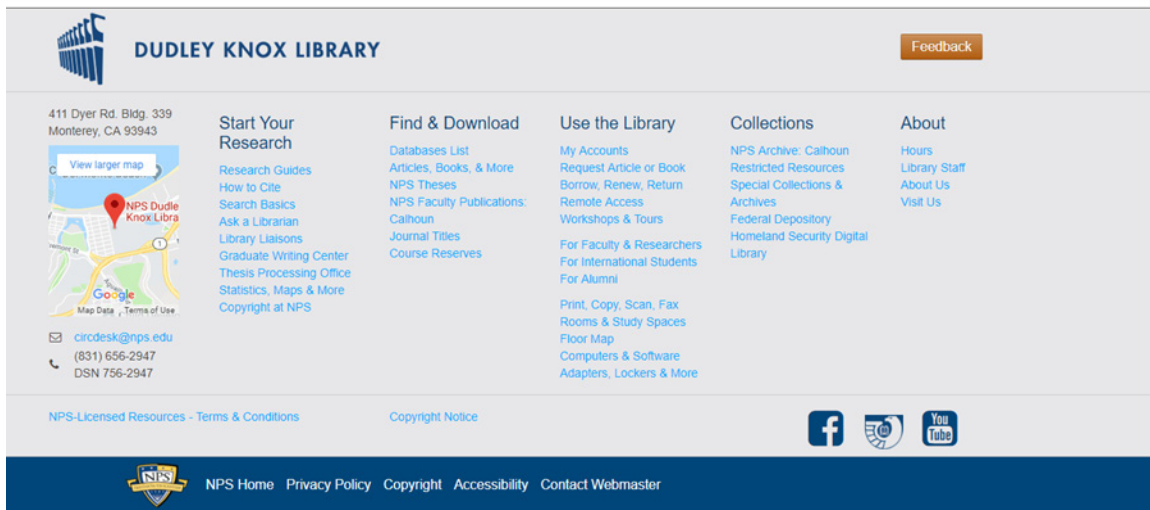 DUDLEY KNOX LIBRARY
Feedback
411 Dyer Rd. Bldg. 339
Monterey, CA 93943
View larger map
NPS Dudle
Knox Libra
1
Google
Map Data
Terms of Use
circdesk@nps.edu
(831) 656-2947
DSN 756-2947
Start Your
Research
Research Guides
How to Cite
Search Basics
Ask a Librarian
Library Liaisons
Graduate Writing Center
Thesis Processing Office
Statistics, Maps & More
Copyright at NPS
Find & Download
Databases List
Articles, Books, & More
NPS Theses
NPS Faculty Publications:
Calhoun
Journal Titles
Course Reserves
Use the Library
My Accounts
Request Article or Book
Borrow, Renew, Return
Remote Access
Workshops & Tours
For Faculty & Researchers
For International Students
For Alumni
Print, Copy, Scan, Fax
Rooms & Study Spaces
Floor Map
Computers & Software
Adapters, Lockers & More
Collections
NPS Archive: Calhoun
Restricted Resources
Special Collections &
Archives
Federal Depository
Homeland Security Digital
Library
About
Hours
Library Staff
About Us
Visit Us
NPS-Licensed Resources - Terms & Conditions
Copyright Notice
f
You
Tube
NPS
NPS Home Privacy Policy Copyright Accessibility Contact Webmaster